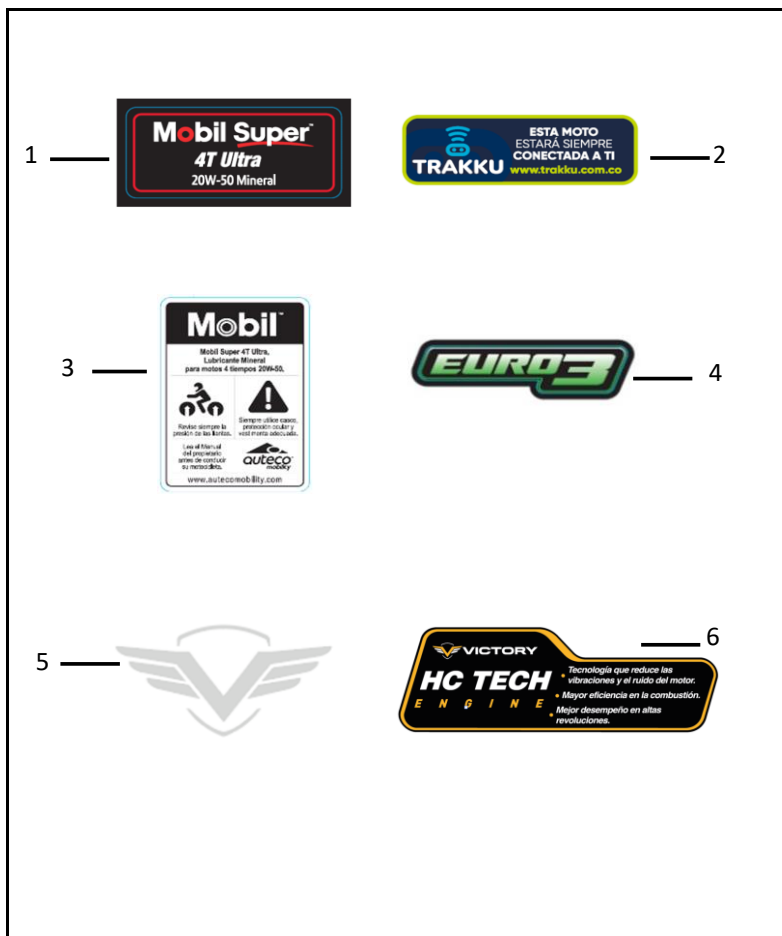 1
Mobil Super™
4T Ultra
20W-50 Mineral
TRAKKU
ESTA MOTO
ESTARÁ SIEMPRE
CONECTADA A TI
www.trakku.com.co
2
3
Mobil™
Mobil Super 4T Ultra,
Lubricante Mineral
para motos 4 tiempos 20W-50,
Revise siempre la
presión de las llantas.
Siempre utilice casco,
protección ocular y
vestimenta adecuada.
Lea el Manual
del propietario
antes de conducir
su motocicleta.
auteco
mobility
www.autecomobility.com
EURO3
4
5
VICTORY
HC TECH
ENGINE
• Tecnología que reduce las
vibraciones y el ruido del motor.
• Mayor eficiencia en la combustión.
• Mejor desempeño en altas
revoluciones.
6